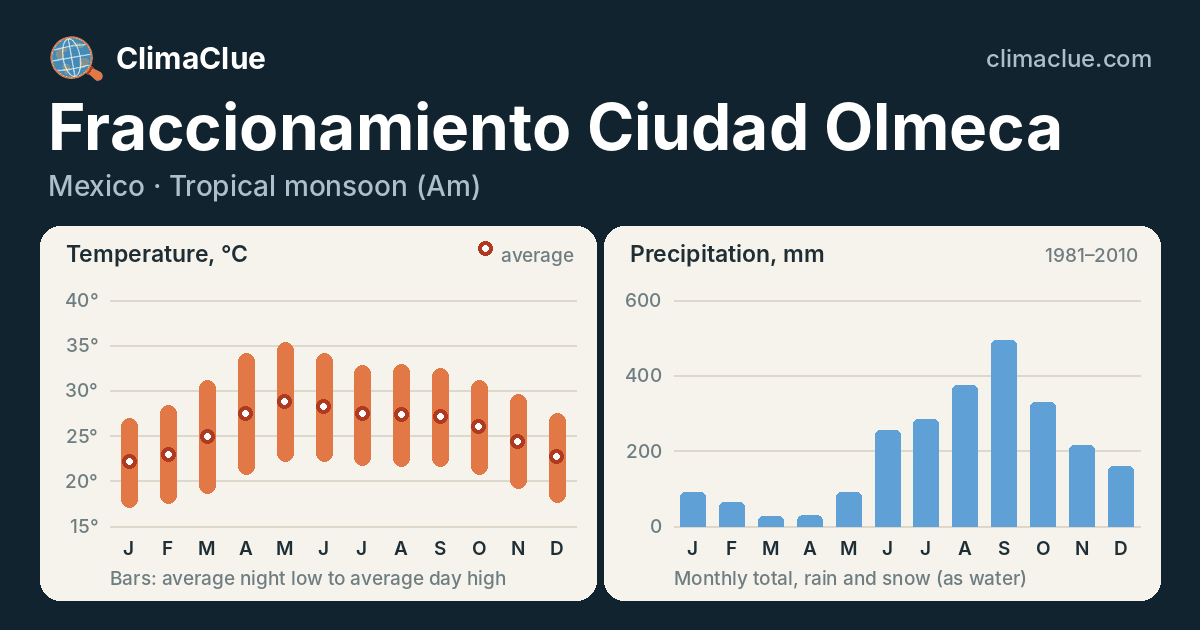 ClimaClue
climaclue.com
Fraccionamiento Ciudad Olmeca
Mexico · Tropical monsoon (Am)
Temperature, °C
average
40°
35°
30°
25°
20°
15°
J F M A M J J A S O N D
Bars: average night low to average day high
Precipitation, mm
1981–2010
600
400
200
0
J F M A M J J A S O N D
Monthly total, rain and snow (as water)